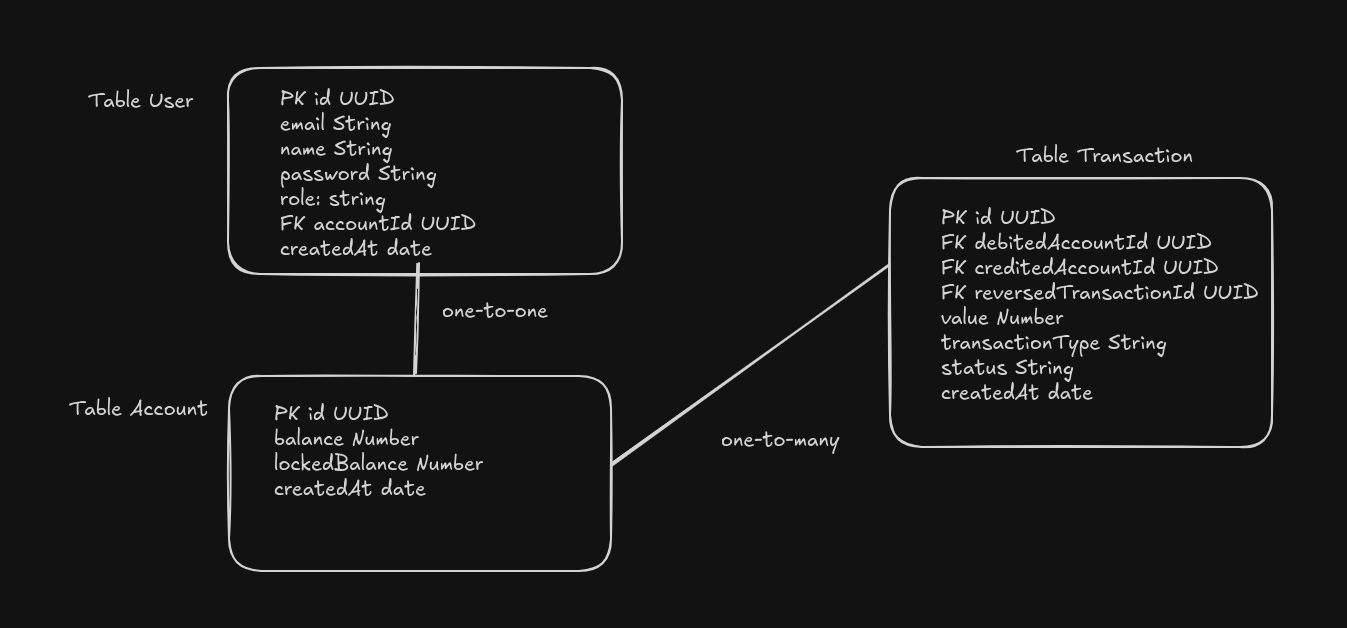 Table User
PK id UUID
email String
name String
password String
role: string
FK accountId UUID
createdAt date
one-to-one
Table Account
PK id UUID
balance Number
lockedBalance Number
createdAt date
one-to-many
Table Transaction
PK id UUID
FK debitedAccountId UUID
FK creditedAccountId UUID
FK reversedTransactionId UUID
value Number
transactionType String
status String
createdAt date